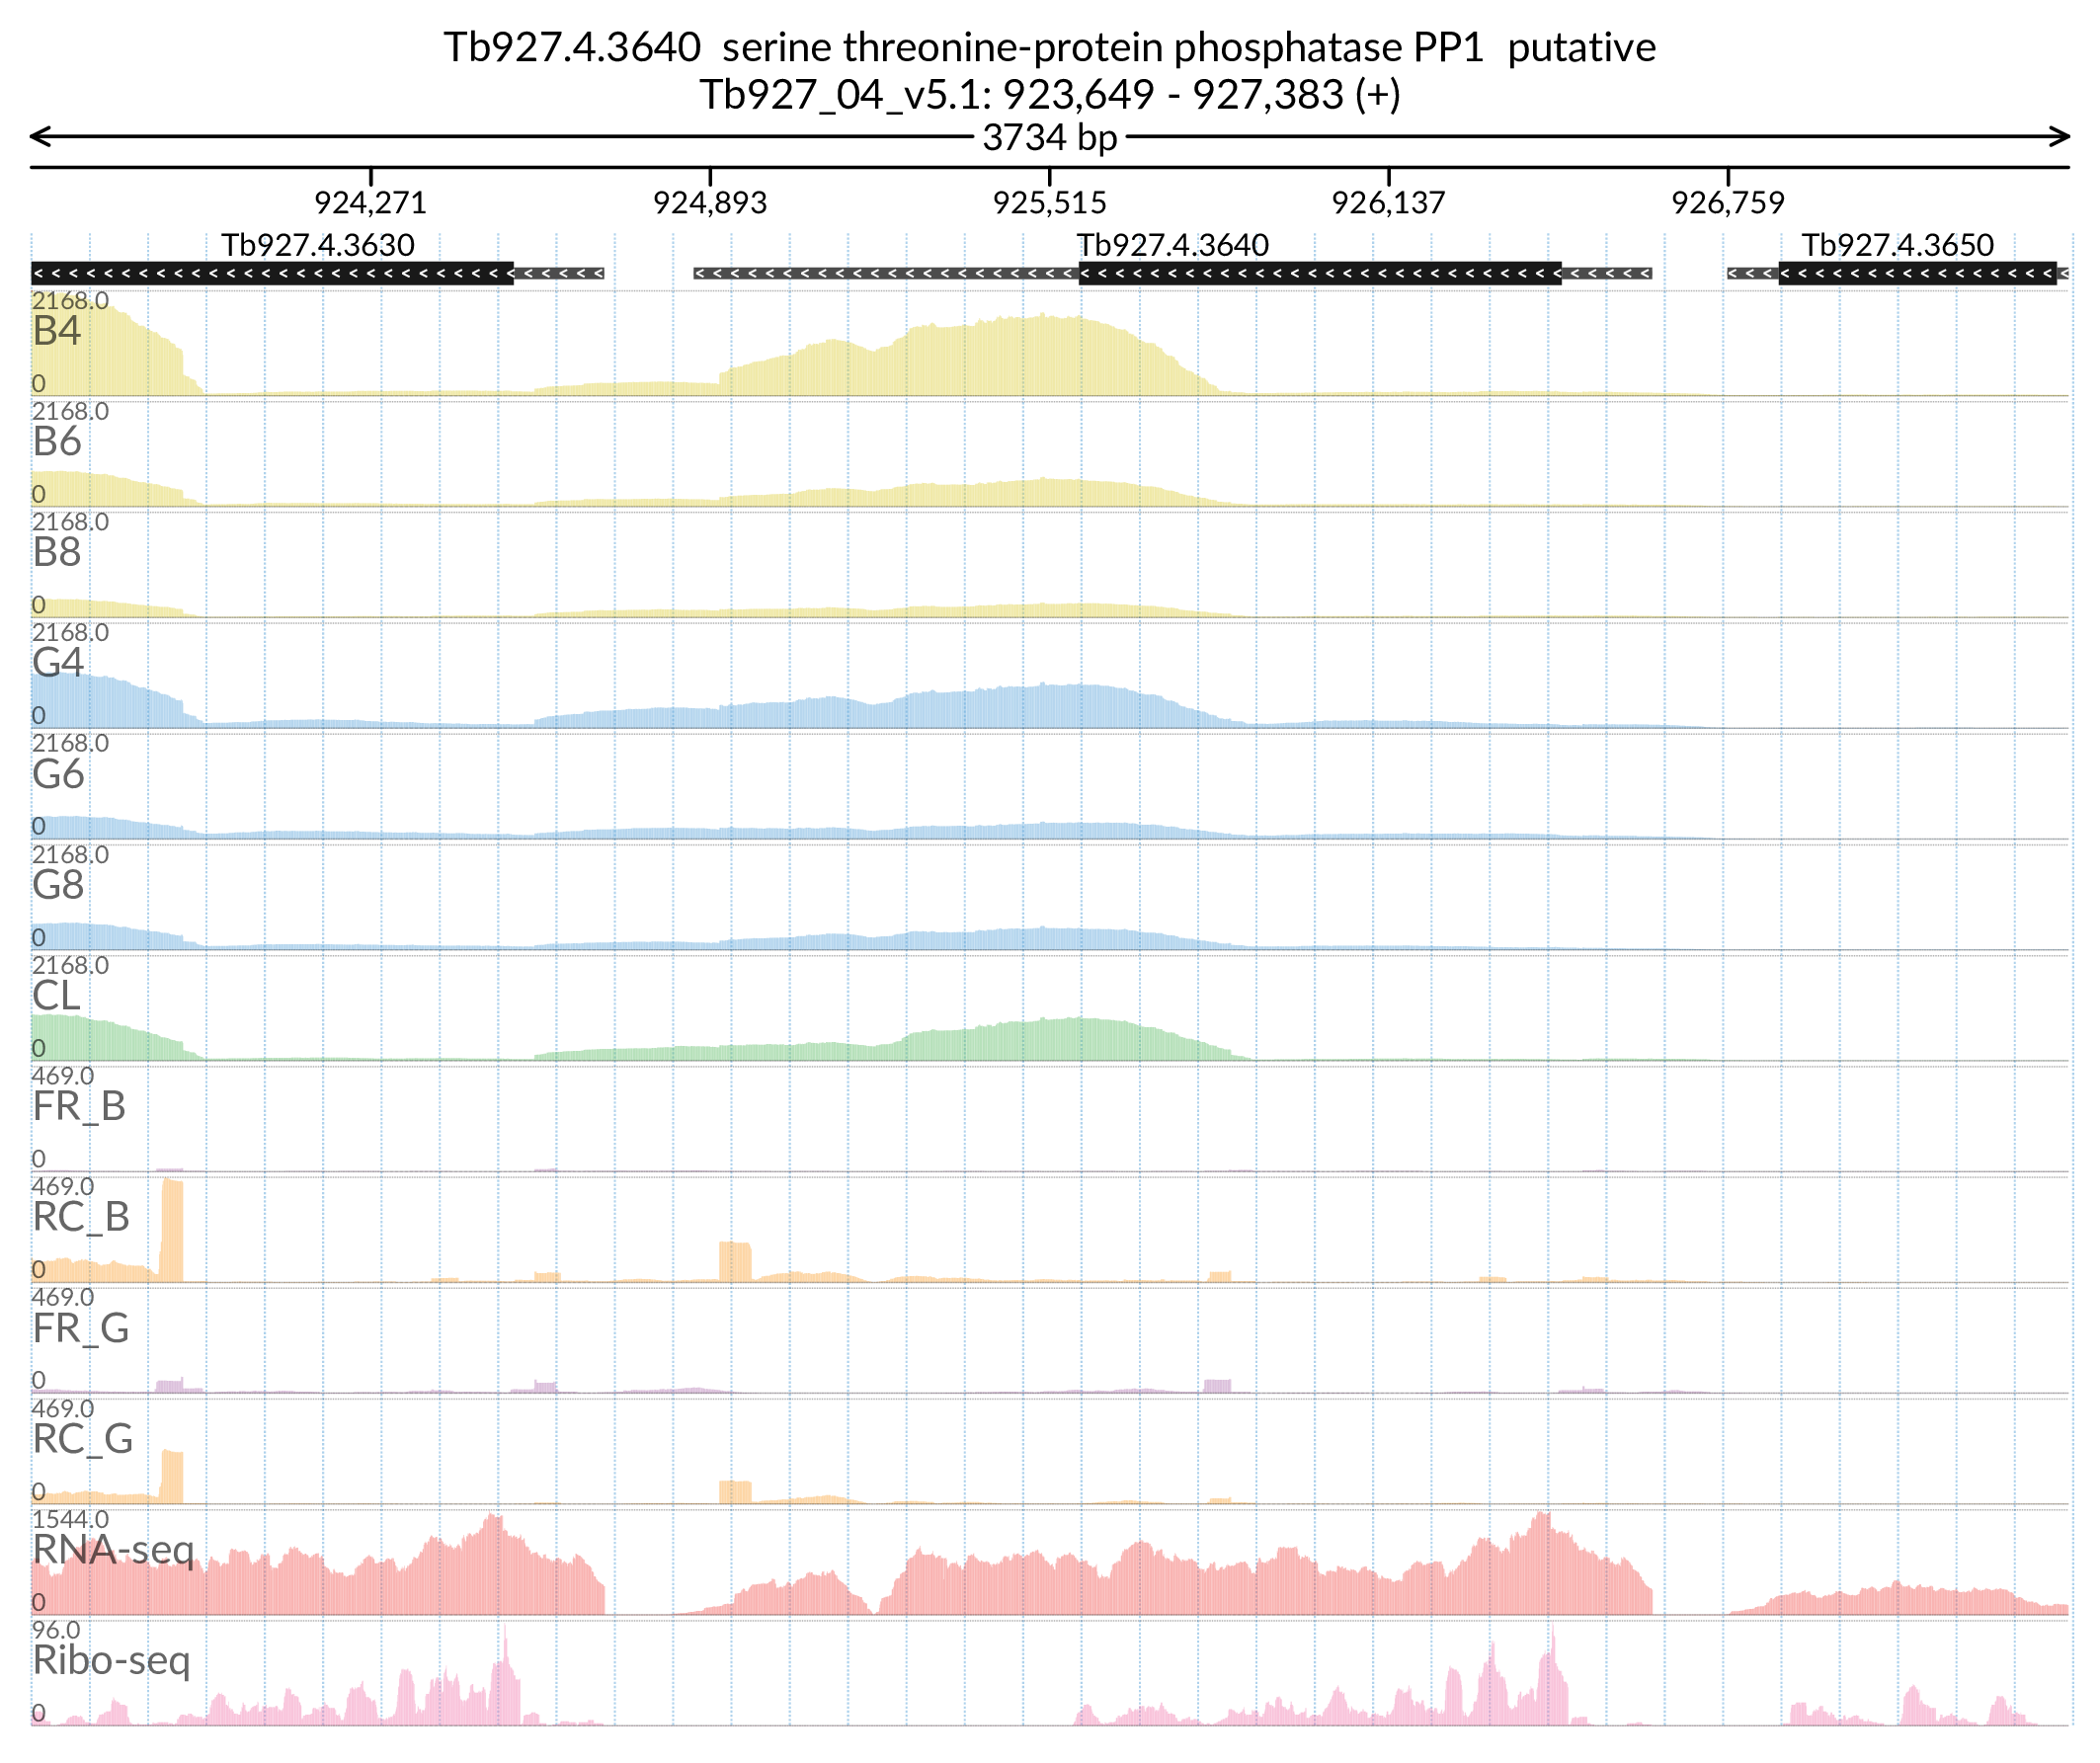 Tb927.4.3640 serine threonine-protein phosphatase PP1 putative
Tb927_04_v5.1: 923,649 - 927,383 (+)
3734 bp
924,271 924,893 925,515 926,137 926,759
Tb927.4.3630 Tb927.4.3640 Tb927.4.3650
2168.0
B4
0
2168.0
B6
0
2168.0
B8
0
2168.0
G4
0
2168.0
G6
0
2168.0
G8
0
2168.0
CL
0
469.0
FR_B
0
469.0
RC_B
0
469.0
FR_G
0
469.0
RC_G
0
1544.0
RNA-seq
0
96.0
Ribo-seq
0